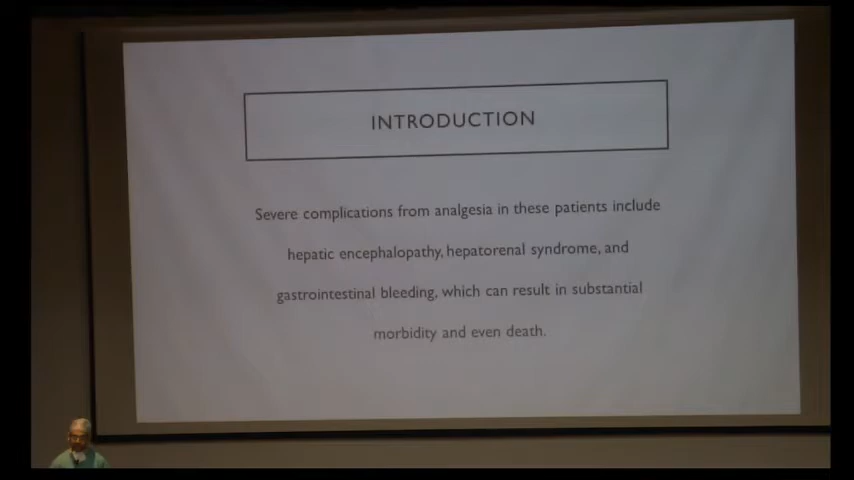 INTRODUCTION
Severe complications from analgesia in these patients include
hepatic encephalopathy, hepatorenal syndrome, and
gastrointestinal bleeding, which can result in substantial
morbidity and even death.